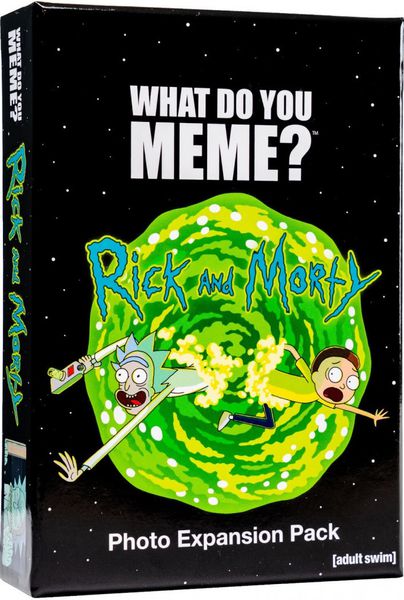 WHAT DO YOU
MEME?™
Rick and Morty
Photo Expansion Pack
[adult swim]
WHAT DO YOU
MEME?
Rick and Morty